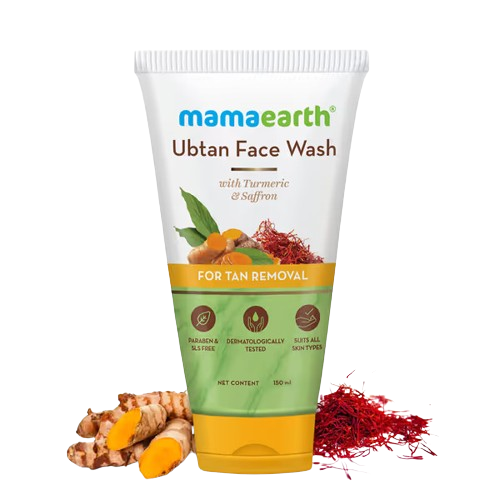 mamaearth®
Ubtan Face Wash
with Turmeric
& Saffron
FOR TAN REMOVAL
PARABEN &
SLS FREE
DERMATOLOGICALLY
TESTED
SUITS ALL
SKIN TYPES
NET CONTENT 150 ml